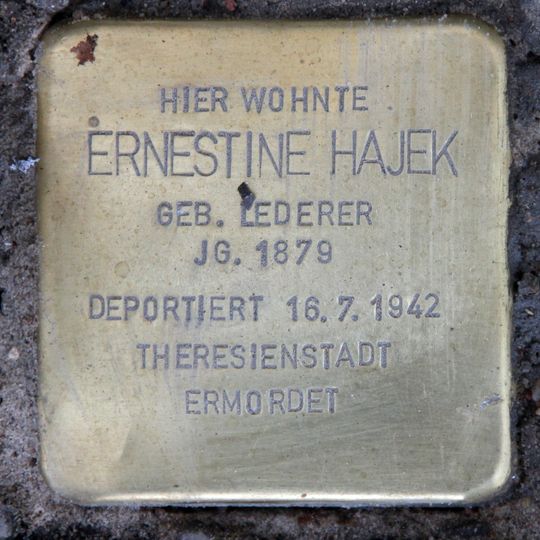 HIER WOHNTE
ERNESTINE HAJEK
GEB. LEDERER
JG. 1879
DEPORTIERT 16.7.1942
THERESIENSTADT
ERMORDET